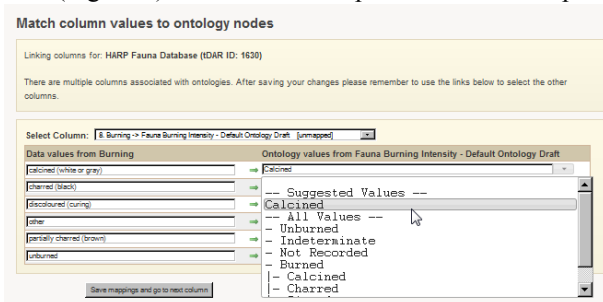 Match column values to ontology nodes
Linking columns for: HARP Fauna Database (tDAR ID: 1630)
There are multiple columns associated with ontologies. After saving your changes please remember to use the links below to select the other
columns.
Select Column: 8. Burning -> Fauna Burning Intensity - Default Ontology Draft [unmapped]
Data values from Burning Ontology values from Fauna Burning Intensity - Default Ontology Draft
calcined (white or gray) Calcined
charred (black)
-- Suggested Values --
discoloured (curing) Calcined
-- All Values --
other - Unburned
- Indeterminate
partially charred (brown) - Not Recorded
- Burned
unburned |- Calcined
Save mappings and go to next column |- Charred